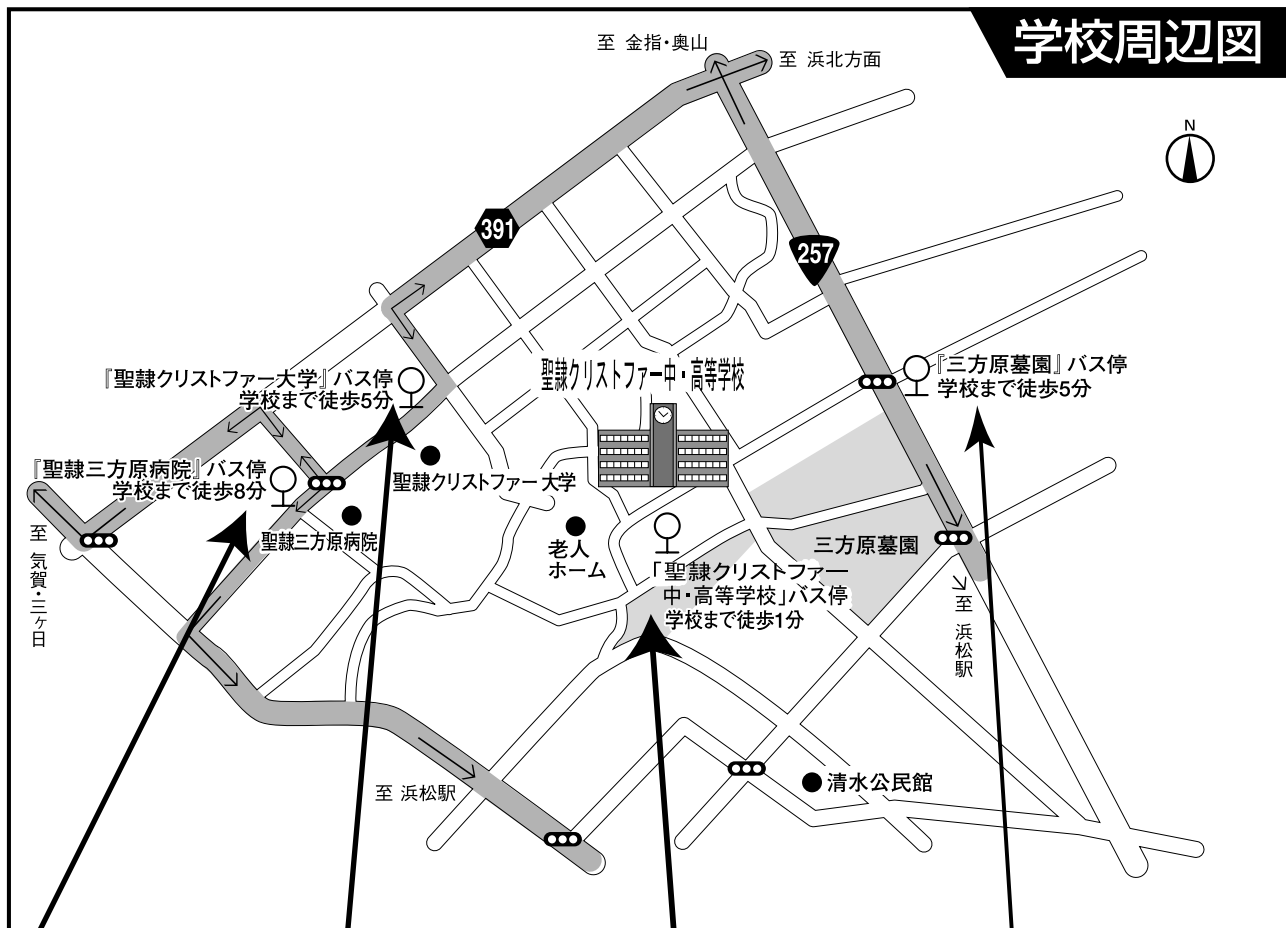 学校周辺図
至 金指・奥山
至 浜北方面
N
391
257
『聖隷クリストファー大学』バス停
学校まで徒歩5分
聖隷クリストファー中・高等学校
『三方原墓園』バス停
学校まで徒歩5分
『聖隷三方原病院』バス停
学校まで徒歩8分
聖隷クリストファー大学
聖隷三方原病院
老人
ホーム
三方原墓園
「聖隷クリストファー
中・高等学校」バス停
学校まで徒歩1分
至 気賀・三ヶ日
至 浜松駅
至 浜松駅
清水公民館